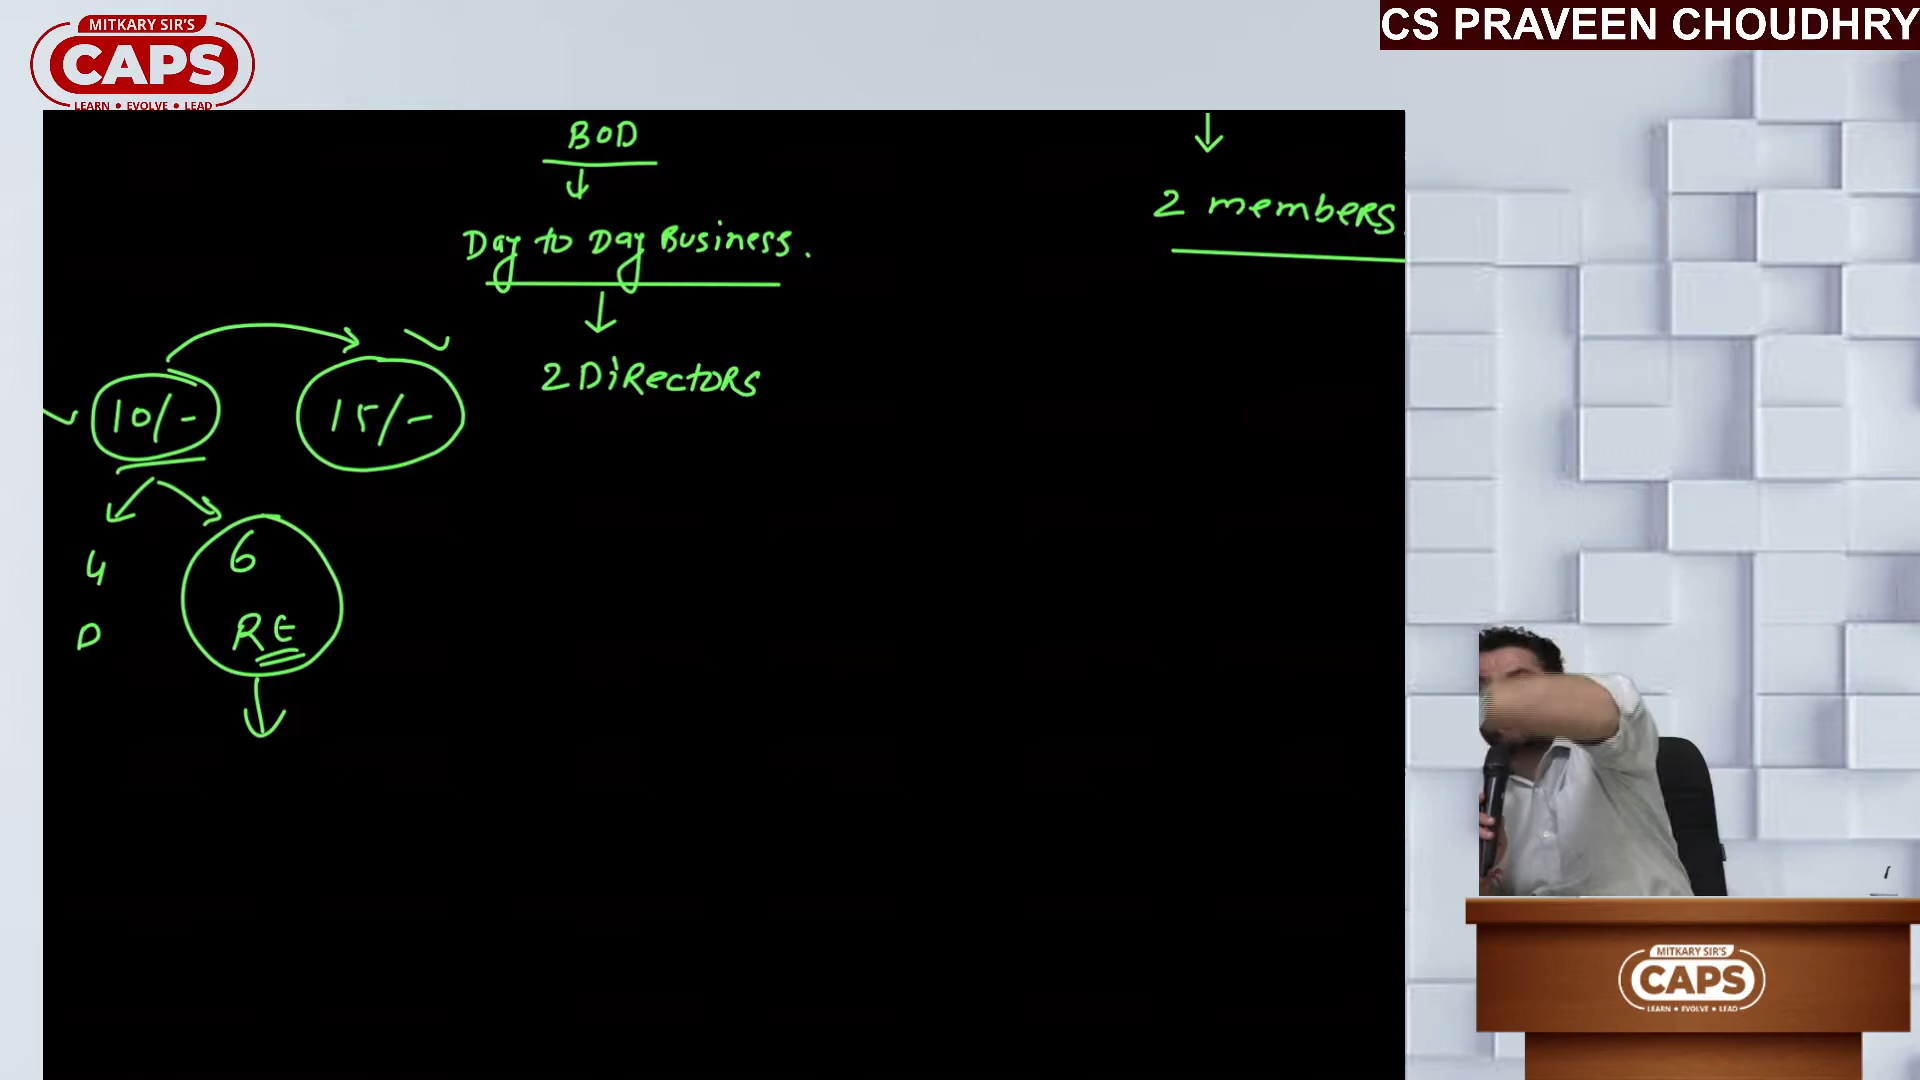 MITKARY SIR'S
CAPS
LEARN • EVOLVE • LEAD
CS PRAVEEN CHOUDHRY
BOD
2 members
Day to Day Business.
2 DiRectoRs
10/-
15/-
4
6
D
RE
MITKARY SIR'S
CAPS
LEARN • EVOLVE • LEAD